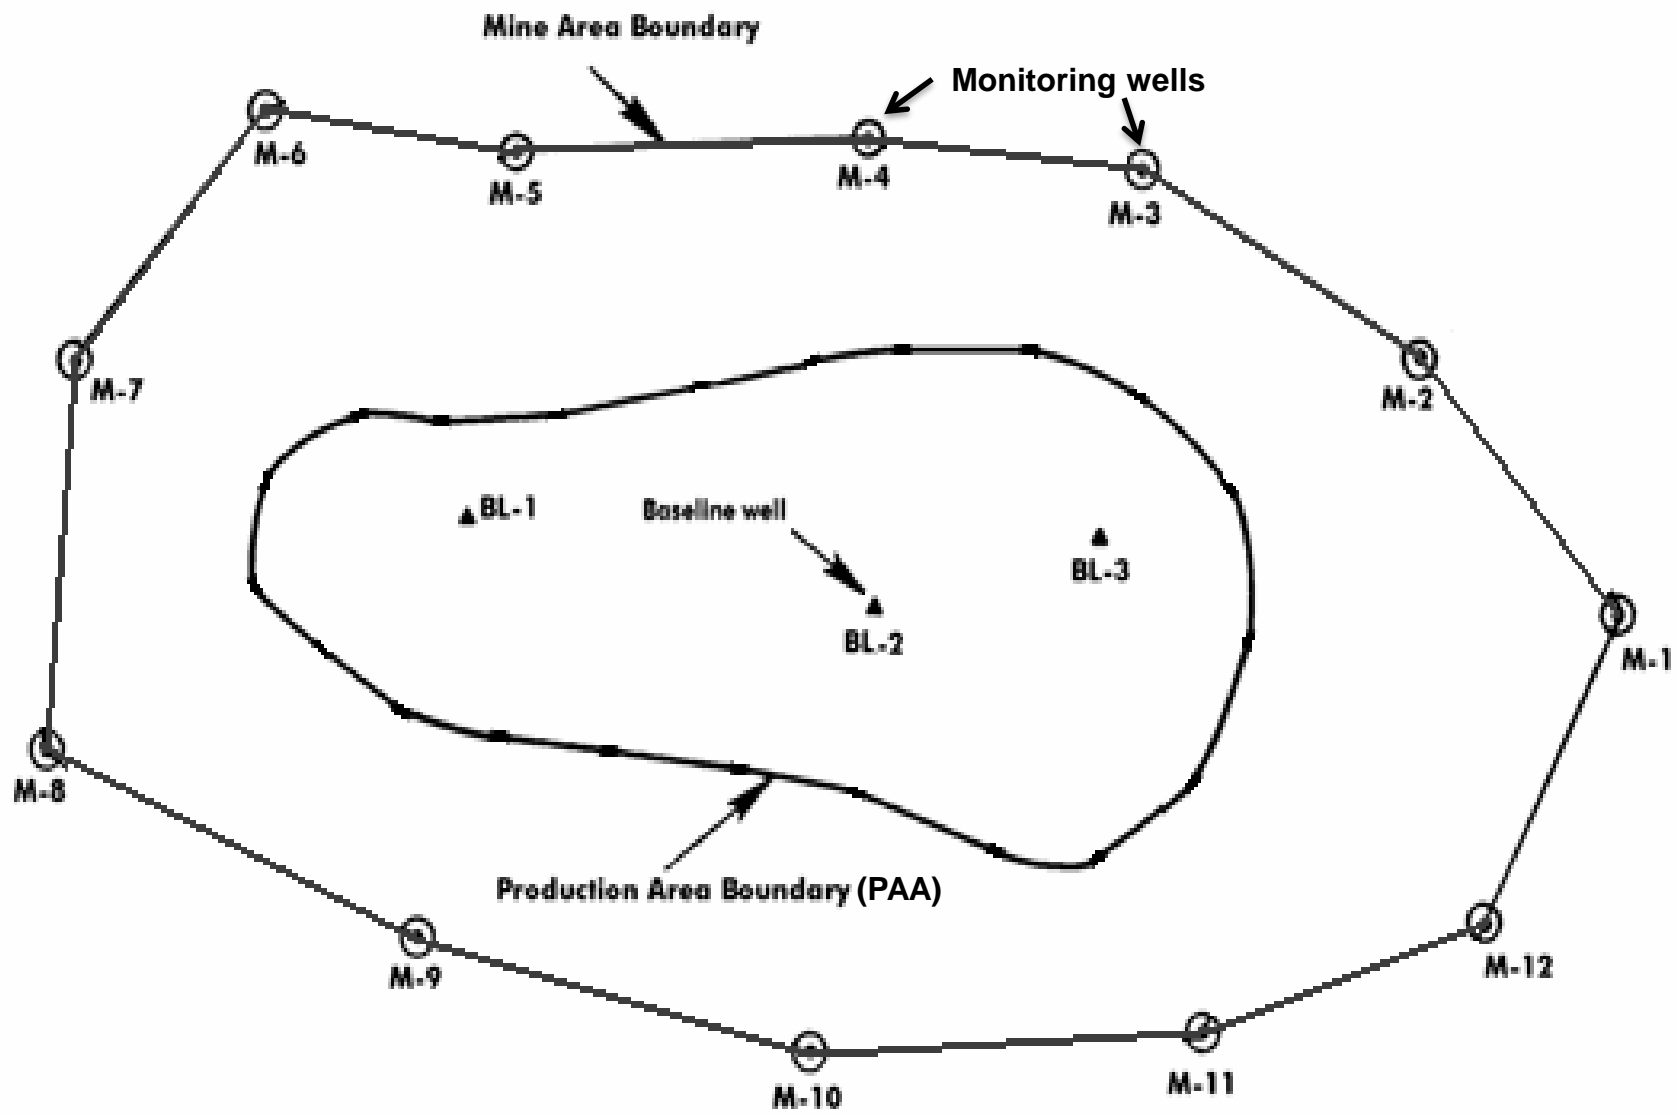 Mine Area Boundary
Monitoring wells
M-6
M-5
M-4
M-3
M-7
M-2
BL-1
Baseline well
BL-3
BL-2
M-1
M-8
Production Area Boundary (PAA)
M-9
M-12
M-10
M-11